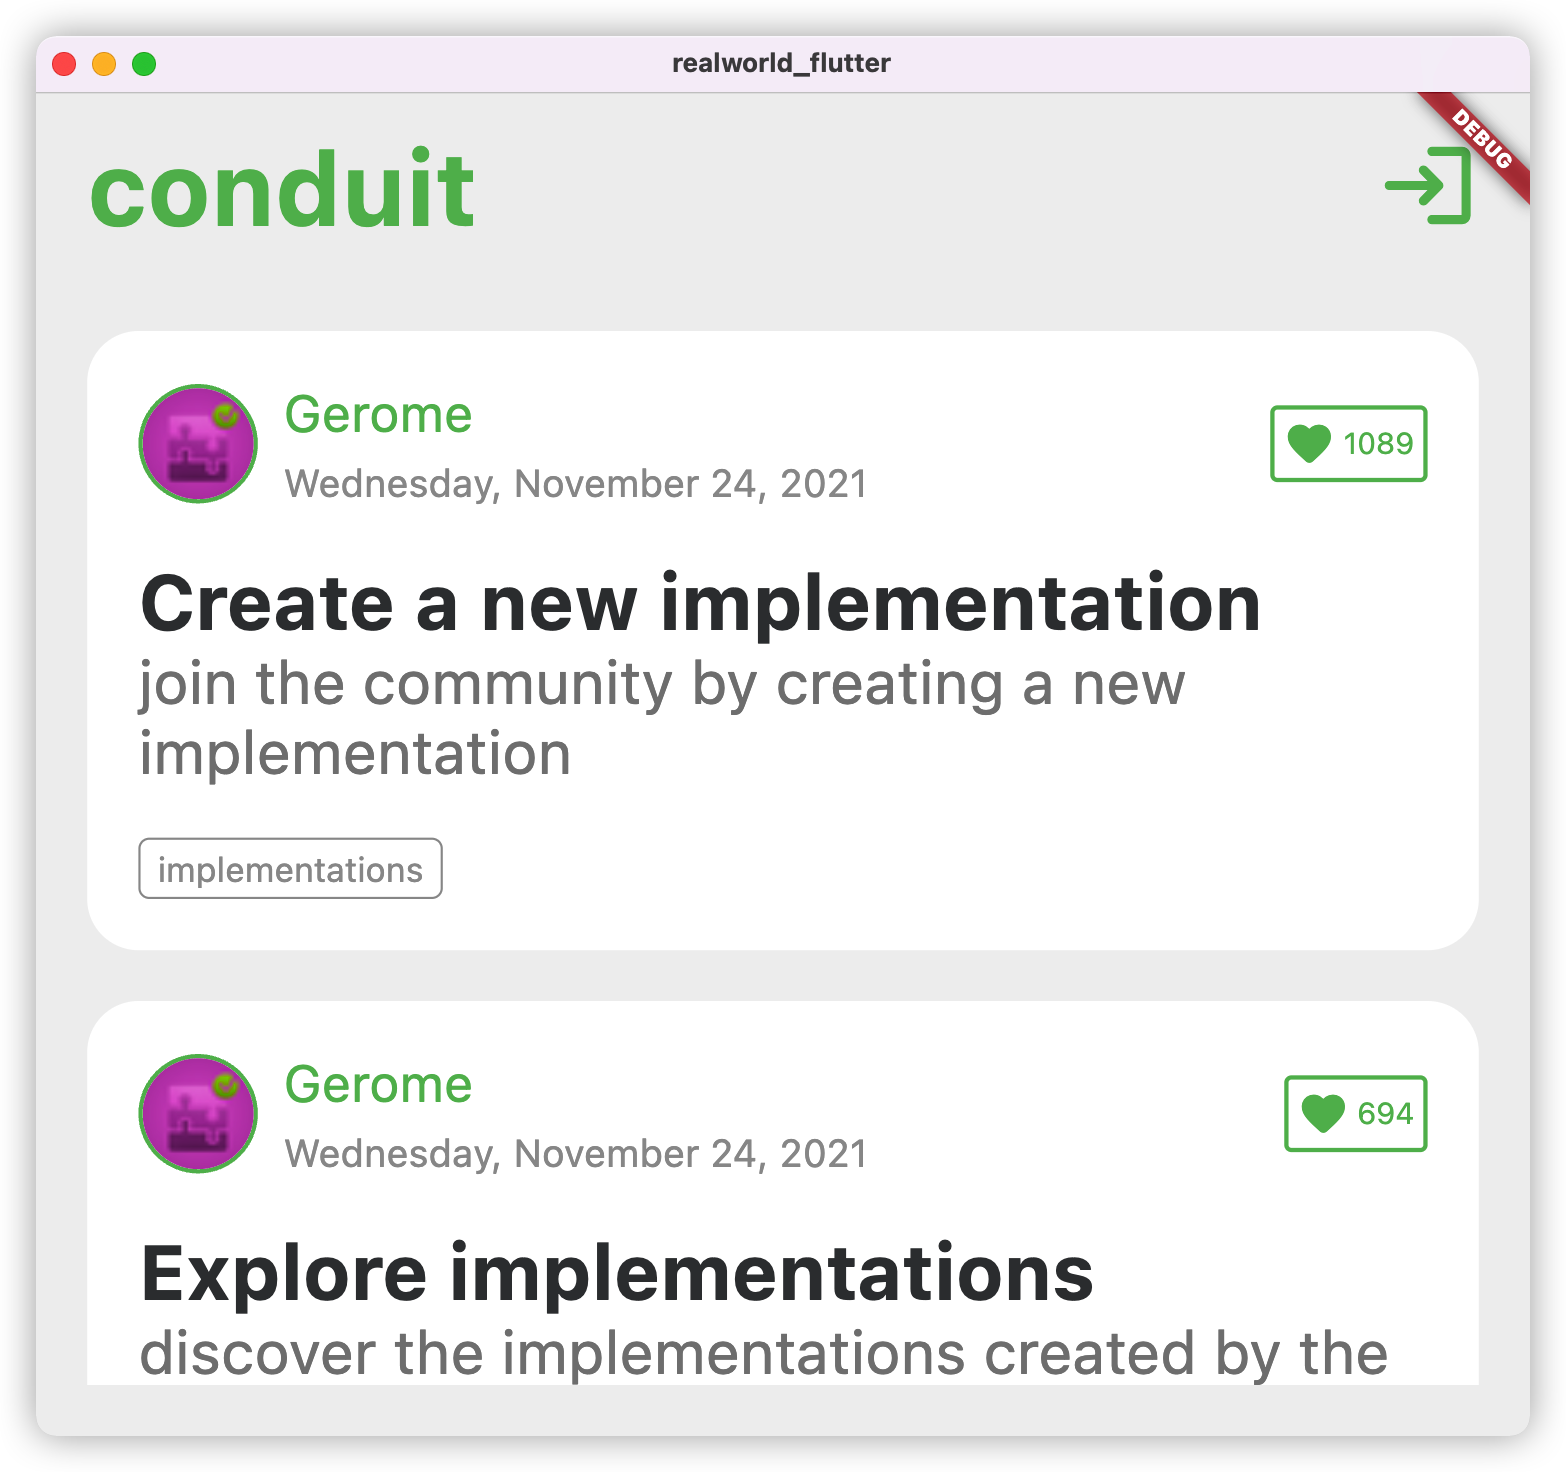 realworld_flutter
DEBUG
conduit
Gerome
Wednesday, November 24, 2021
1089
Create a new implementation
join the community by creating a new
implementation
implementations
Gerome
Wednesday, November 24, 2021
694
Explore implementations
discover the implementations created by the